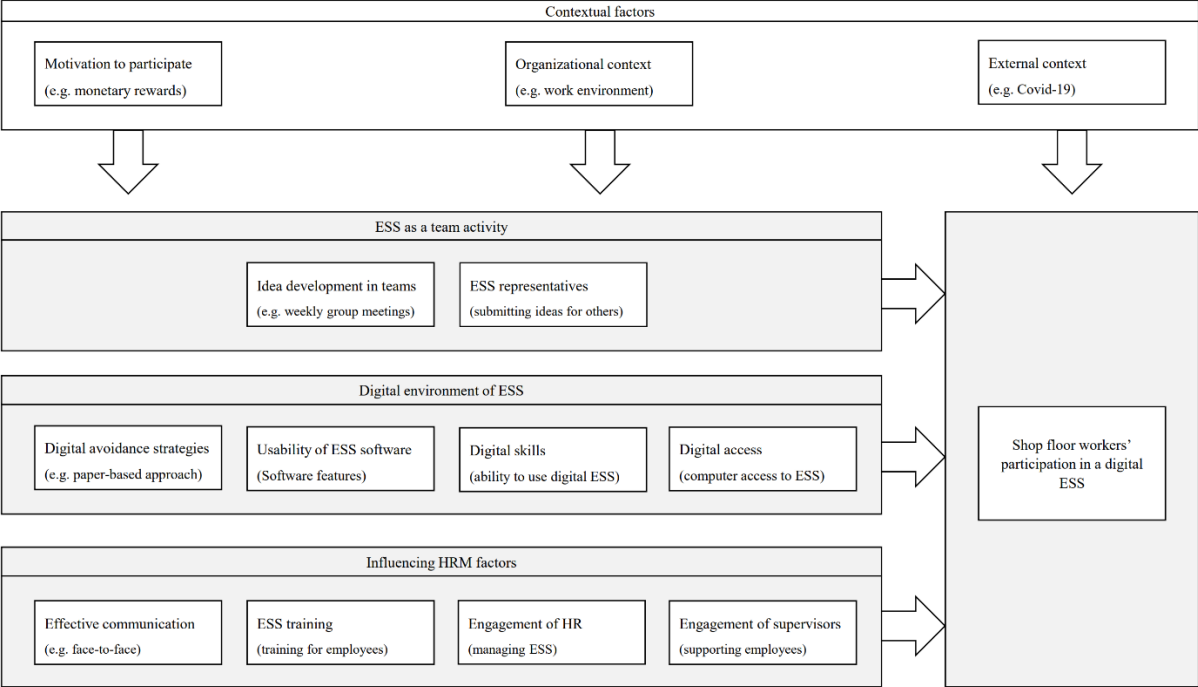 Contextual factors
Motivation to participate
(e.g. monetary rewards)
Organizational context
(e.g. work environment)
External context
(e.g. Covid-19)
ESS as a team activity
Idea development in teams
(e.g. weekly group meetings)
ESS representatives
(submitting ideas for others)
Digital environment of ESS
Digital avoidance strategies
(e.g. paper-based approach)
Usability of ESS software
(Software features)
Digital skills
(ability to use digital ESS)
Digital access
(computer access to ESS)
Influencing HRM factors
Effective communication
(e.g. face-to-face)
ESS training
(training for employees)
Engagement of HR
(managing ESS)
Engagement of supervisors
(supporting employees)
Shop floor workers’
participation in a digital
ESS